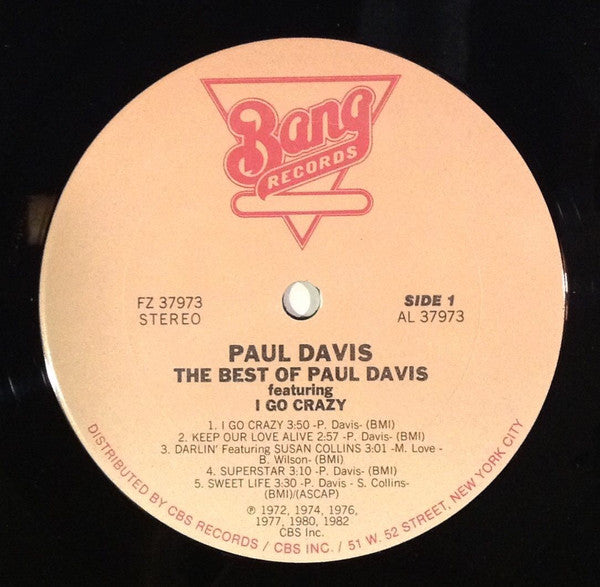 Bang
RECORDS
FZ 37973
STEREO
SIDE 1
AL 37973
PAUL DAVIS
THE BEST OF PAUL DAVIS
featuring
I GO CRAZY
1. I GO CRAZY 3:50 -P. Davis- (BMI)
2. KEEP OUR LOVE ALIVE 2:57 -P. Davis- (BMI)
3. DARLIN' Featuring SUSAN COLLINS 3:01 -M. Love -
B. Wilson- (BMI)
4. SUPERSTAR 3:10 -P. Davis- (BMI)
5. SWEET LIFE 3:30 -P. Davis - S. Collins-
(BMI)/(ASCAP)
℗ 1972, 1974, 1976,
1977, 1980, 1982
CBS Inc.
DISTRIBUTED BY CBS RECORDS / CBS INC. / 51 W. 52 STREET, NEW YORK CITY